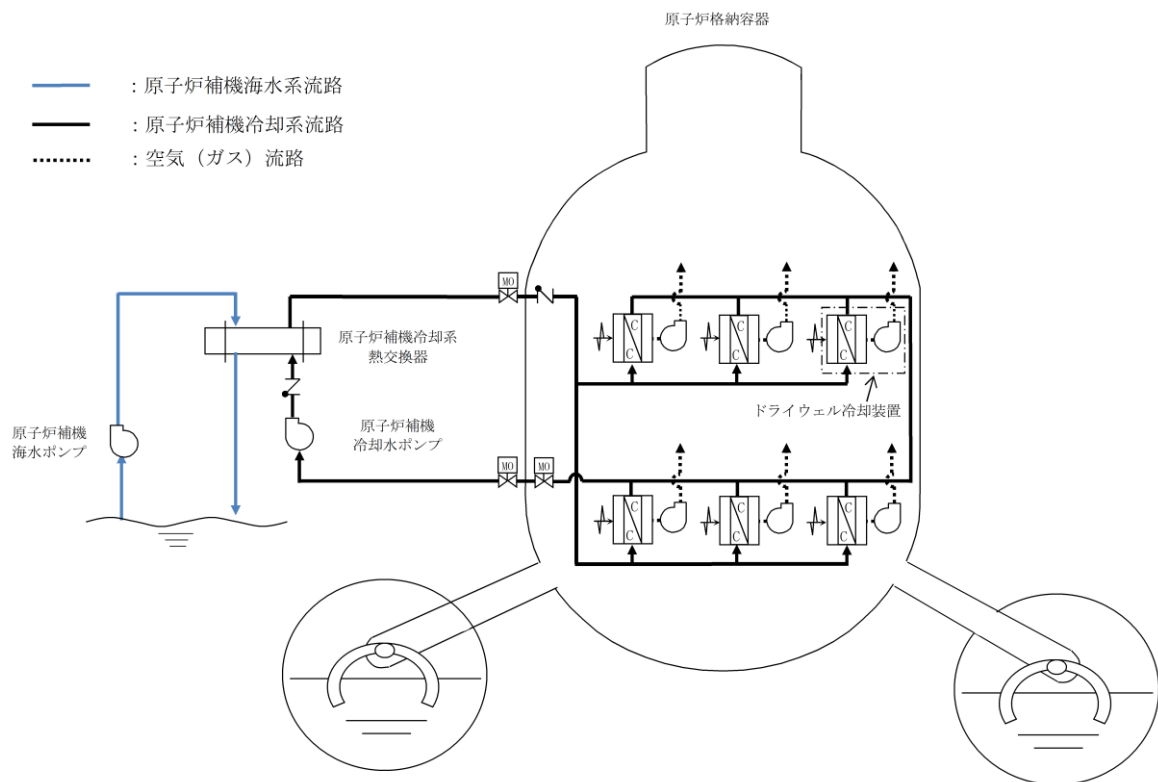 原子炉格納容器
：原子炉補機海水系流路
：原子炉補機冷却系流路
：空気（ガス）流路
MO
C
C
C
C
C
C
原子炉補機冷却系
熱交換器
ドライウェル冷却装置
原子炉補機
海水ポンプ
原子炉補機
冷却水ポンプ
MO
MO
C
C
C
C
C
C